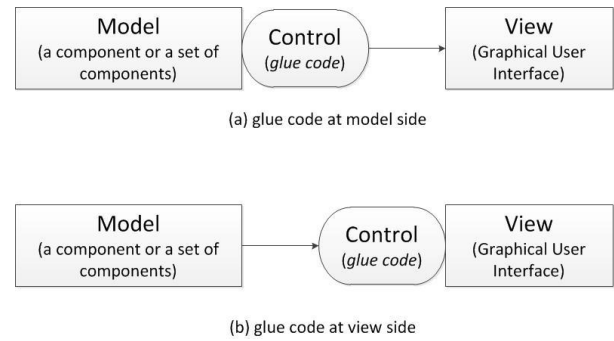 Model
(a component or a set of
components)
Control
(glue code)
View
(Graphical User
Interface)
(a) glue code at model side
Model
(a component or a set of
components)
Control
(glue code)
View
(Graphical User
Interface)
(b) glue code at view side